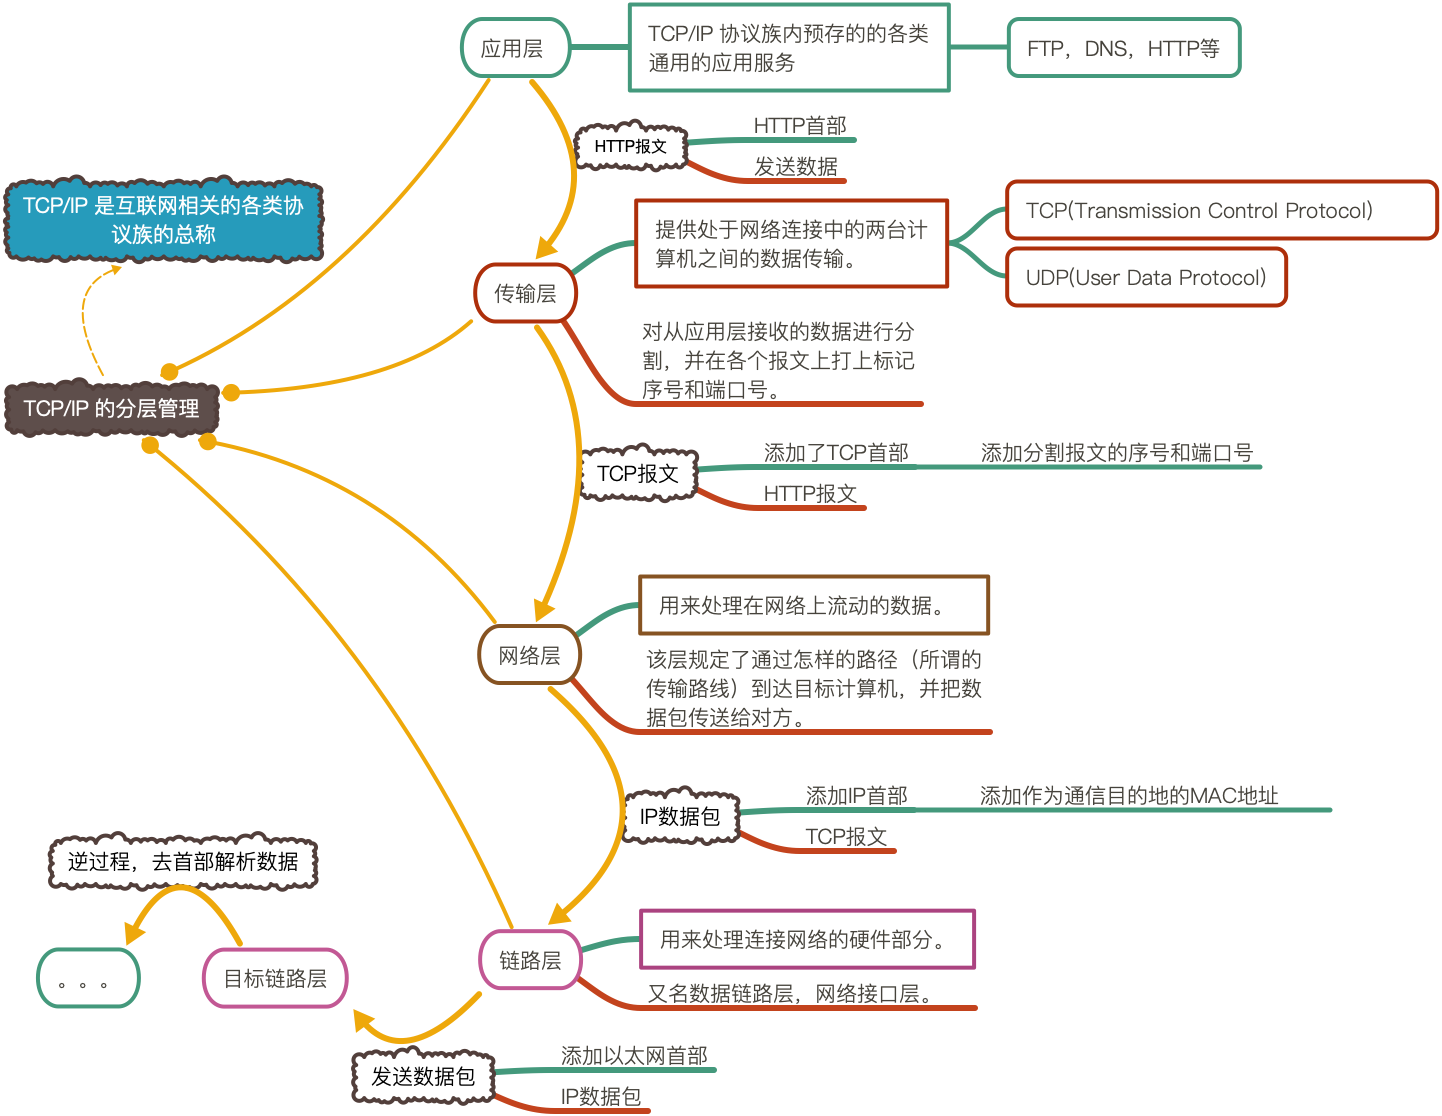 应用层
TCP/IP 协议族内预存的的各类
通用的应用服务
FTP，DNS，HTTP等
HTTP报文
HTTP首部
发送数据
TCP/IP 是互联网相关的各类协
议族的总称
传输层
提供处于网络连接中的两台计
算机之间的数据传输。
TCP(Transmission Control Protocol)
UDP(User Data Protocol)
对从应用层接收的数据进行分
割，并在各个报文上打上标记
序号和端口号。
TCP/IP 的分层管理
TCP报文
添加了TCP首部
添加分割报文的序号和端口号
HTTP报文
网络层
用来处理在网络上流动的数据。
该层规定了通过怎样的路径（所谓的
传输路线）到达目标计算机，并把数
据包传送给对方。
IP数据包
添加IP首部
添加作为通信目的地的MAC地址
TCP报文
逆过程，去首部解析数据
链路层
用来处理连接网络的硬件部分。
又名数据链路层，网络接口层。
。。。
目标链路层
发送数据包
添加以太网首部
IP数据包